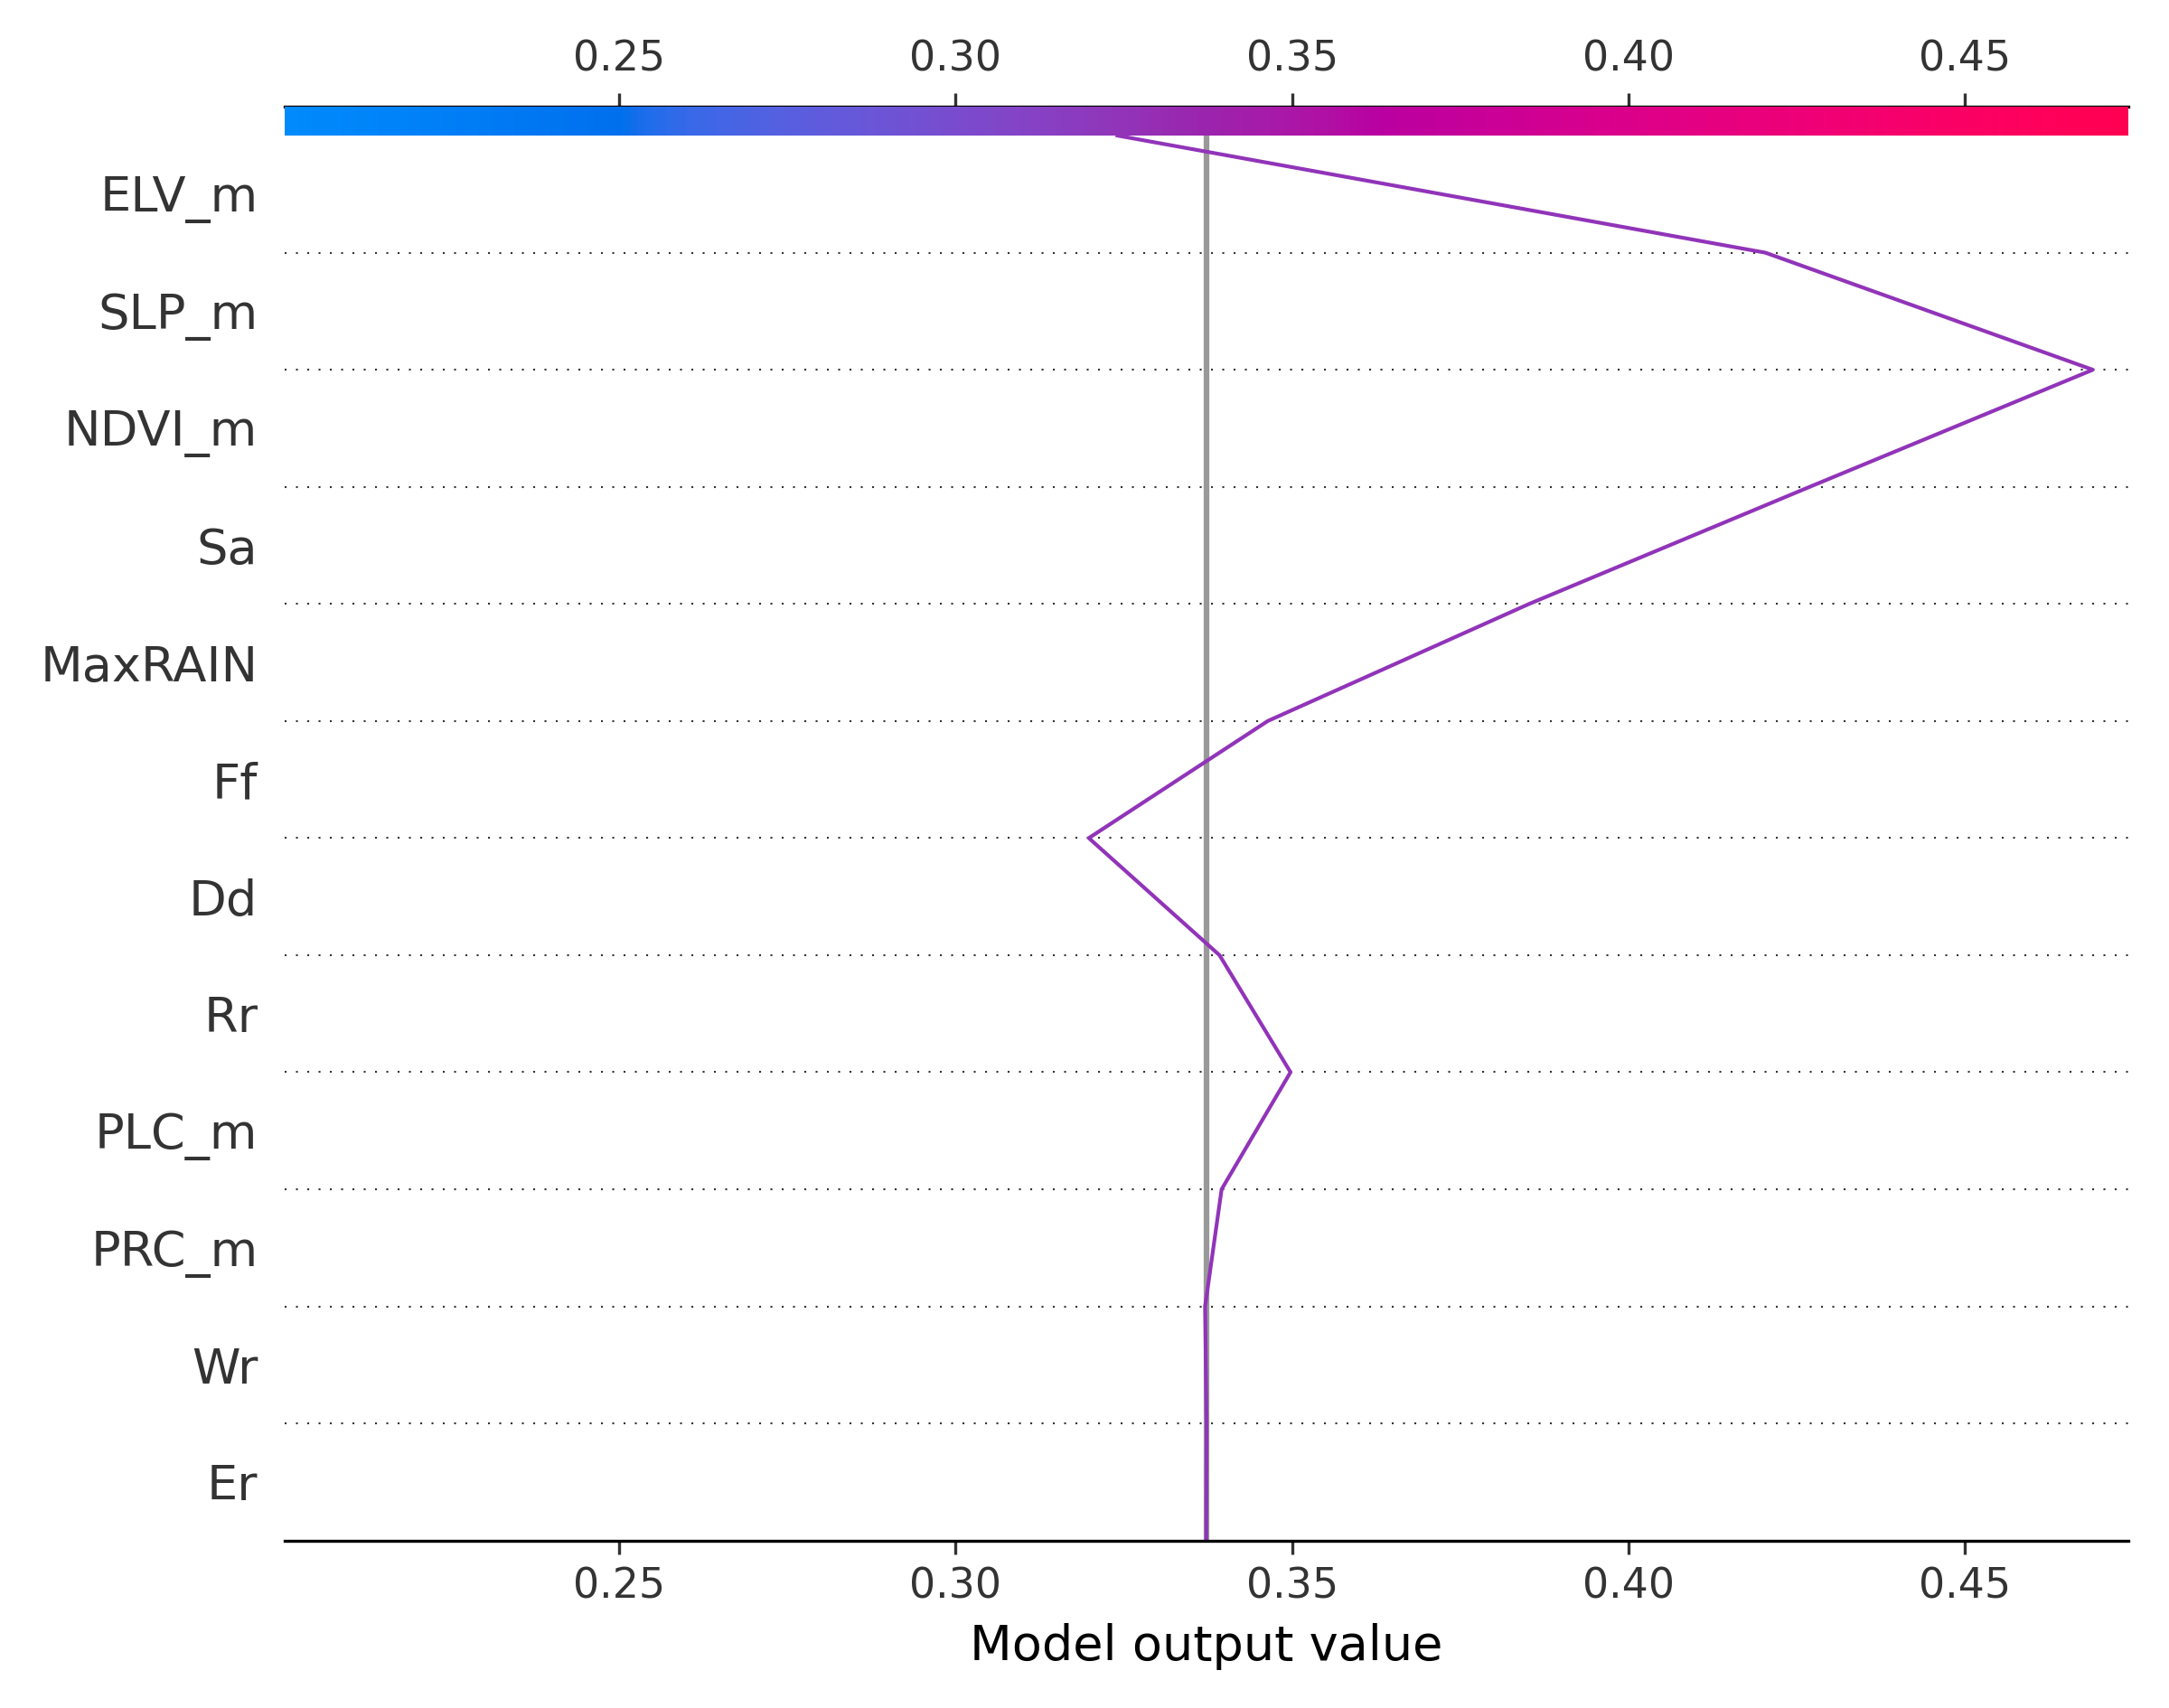 0.25 0.30 0.35 0.40 0.45
ELV_m
SLP_m
NDVI_m
Sa
MaxRAIN
Ff
Dd
Rr
PLC_m
PRC_m
Wr
Er
0.25 0.30 0.35 0.40 0.45
Model output value